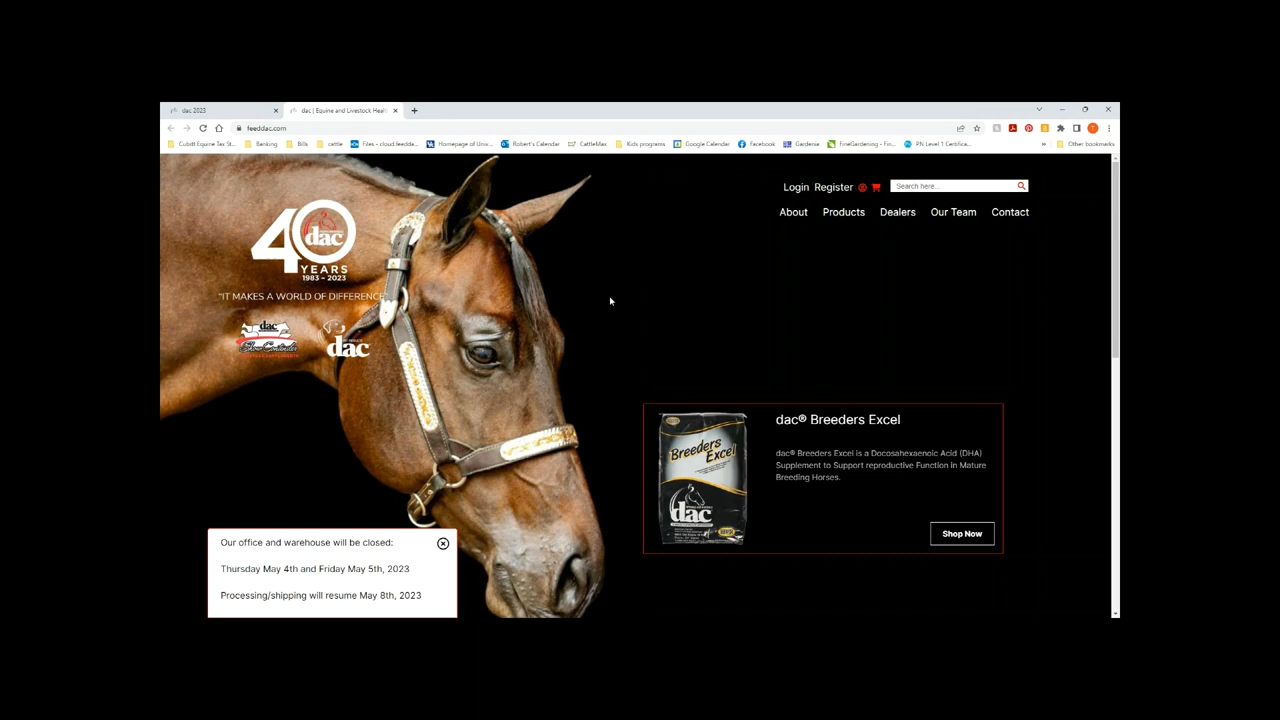 dac 2023
dac | Equine and Livestock Healt
feeddac.com
Cubitt Equine Tax St...
Banking
Bills
cattle
Files - cloud.feedda...
Homepage of Univ...
Robert's Calendar
CattleMax
Kids programs
Google Calendar
Facebook
Gardenia
FineGardening - Fin...
PN Level 1 Certifica...
Other bookmarks
Login Register
Search here...
About Products Dealers Our Team Contact
40
dac
YEARS
1983 - 2023
"IT MAKES A WORLD OF DIFFERENCE"
dac
Show Contender
dac
dac® Breeders Excel
dac® Breeders Excel is a Docosahexaenoic Acid (DHA)
Supplement to Support reproductive Function in Mature
Breeding Horses.
Shop Now
Breeders
Excel
dac
Our office and warehouse will be closed:
Thursday May 4th and Friday May 5th, 2023
Processing/shipping will resume May 8th, 2023